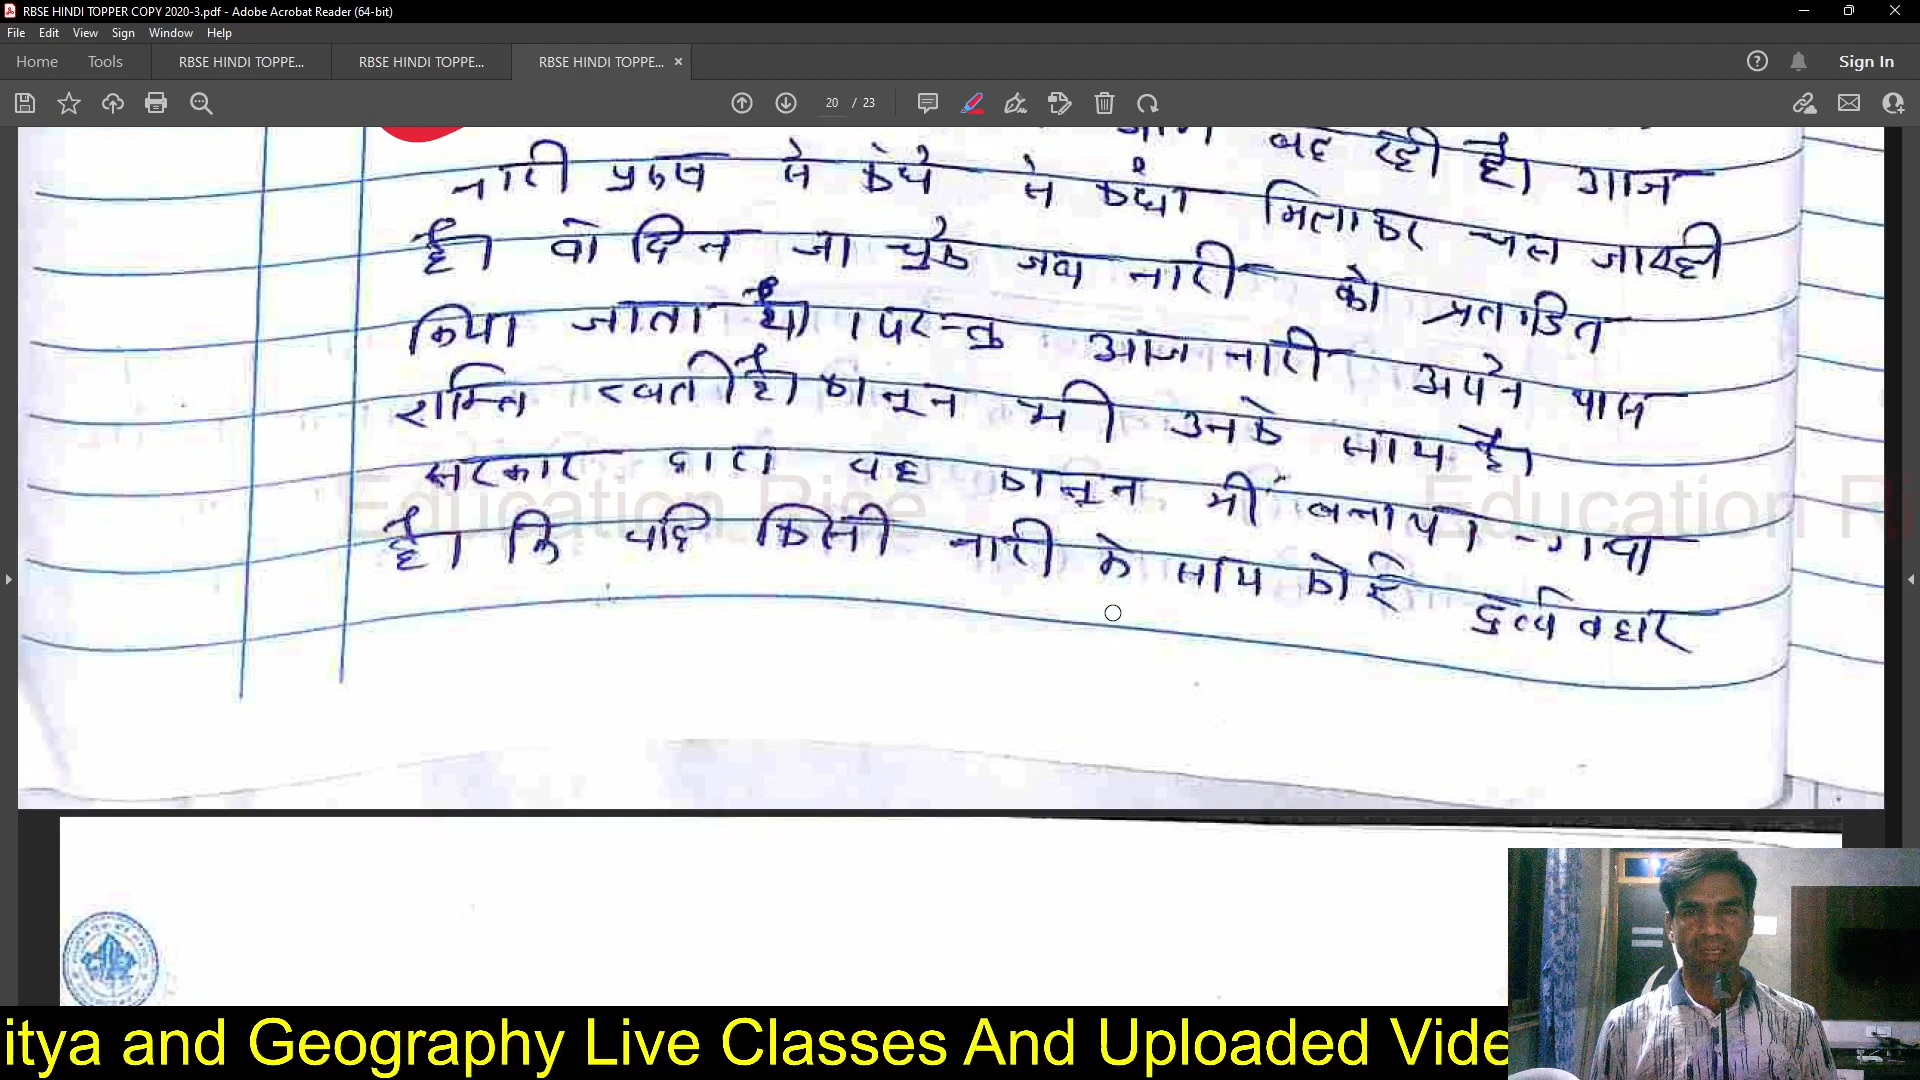 RBSE HINDI TOPPER COPY 2020-3.pdf - Adobe Acrobat Reader (64-bit)
File Edit View Sign Window Help
Home Tools RBSE HINDI TOPPE... RBSE HINDI TOPPE... RBSE HINDI TOPPE... × Sign In
20 / 23
बढ़ रही है। आज
नारी पुरुष से कंधे से कंधा मिलाकर चल जा रही
है। वो दिन जा चुके जब नारी को प्रताडित
किया जाता था। परन्तु आज नारी अपने पास
शक्ति रखती है। कानून भी उनके साथ है।
सरकार द्वारा यह कानून भी बनाया गया
है। कि यदि किसी नारी के साथ कोई दुर्व्यवहार
Education Rise Education Ri
itya and Geography Live Classes And Uploaded Vide